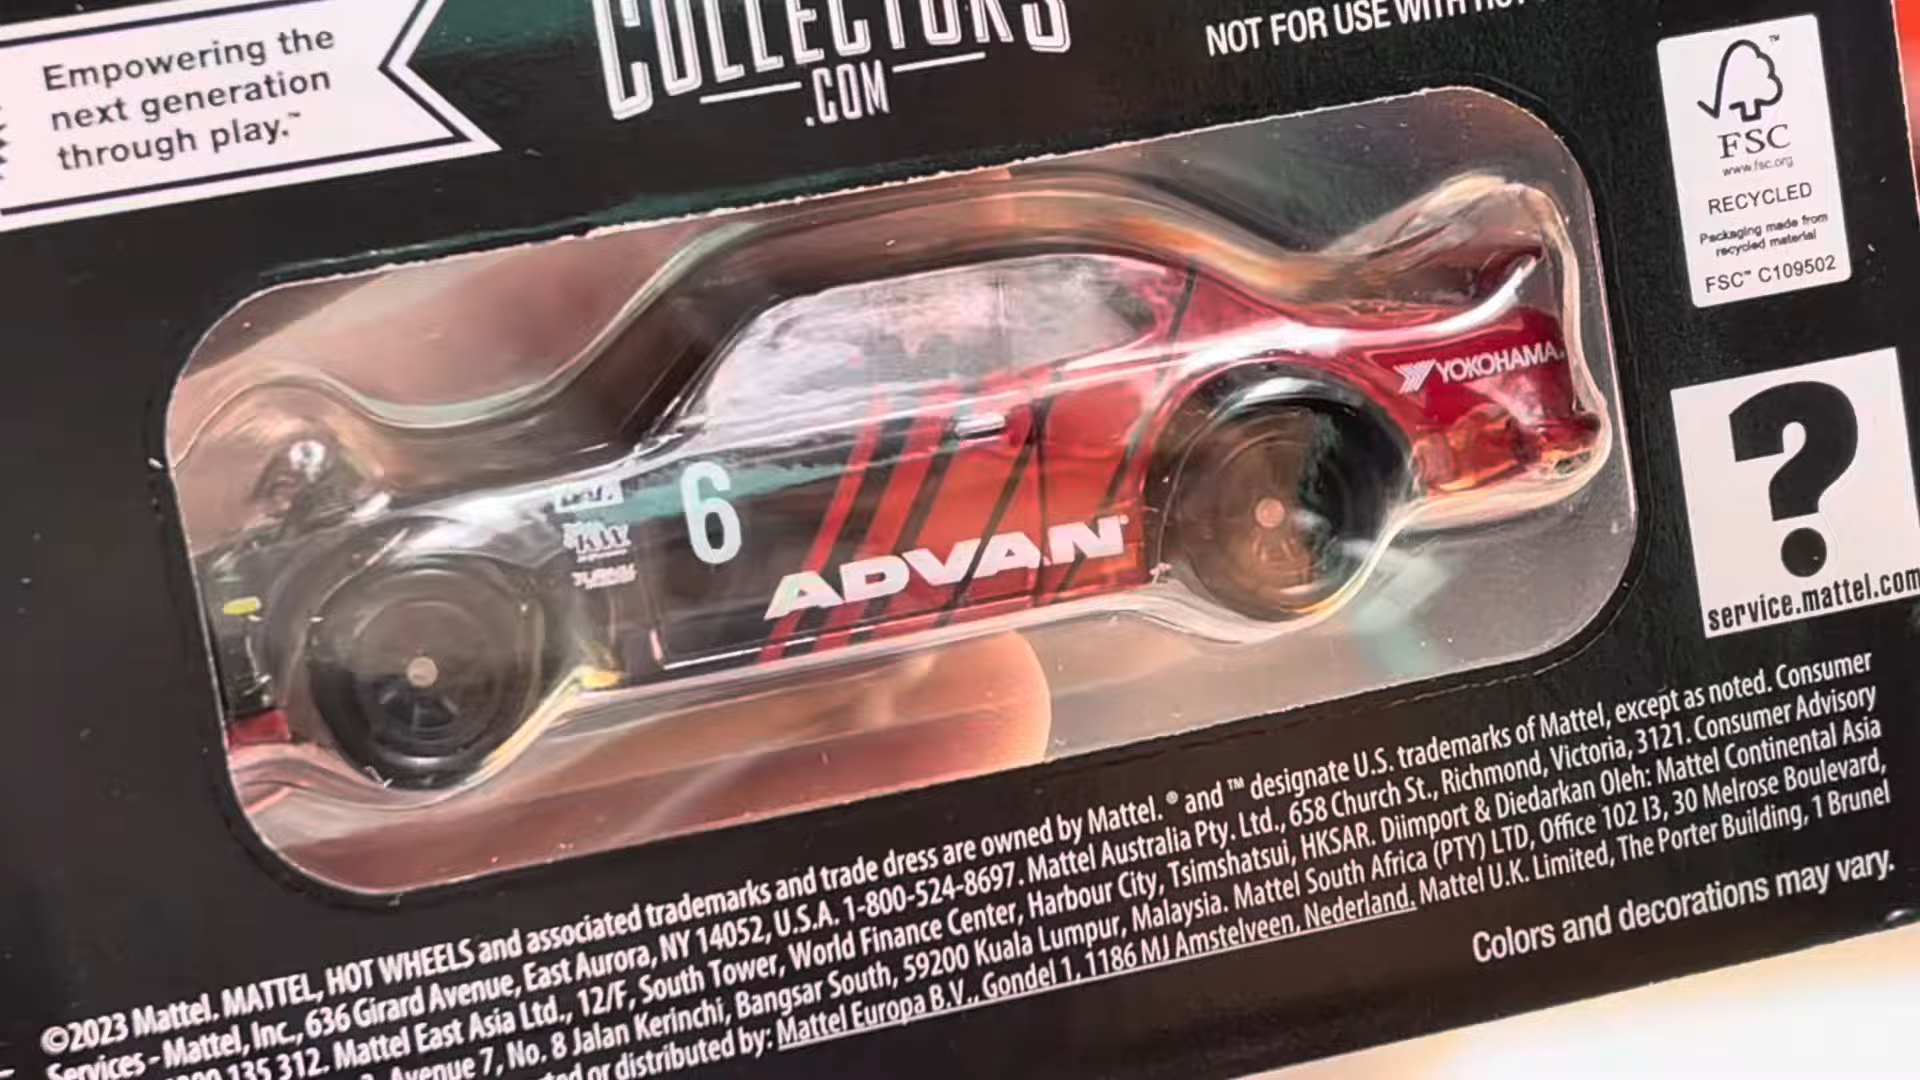 Empowering the
next generation
through play.™
COLLECTORS
.COM
NOT FOR USE WITH
™
FSC
www.fsc.org
RECYCLED
Packaging made from
recycled material
FSC™ C109502
YOKOHAMA
6
ADVAN
?
service.mattel.com
©2023 Mattel. MATTEL, HOT WHEELS and associated trademarks and trade dress are owned by Mattel. ® and ™ designate U.S. trademarks of Mattel, except as noted. Consumer
Services - Mattel, Inc., 636 Girard Avenue, East Aurora, NY 14052, U.S.A. 1-800-524-8697. Mattel Australia Pty. Ltd., 658 Church St., Richmond, Victoria, 3121. Consumer Advisory
135 312. Mattel East Asia Ltd., 12/F, South Tower, World Finance Center, Harbour City, Tsimshatsui, HKSAR. Diimport & Diedarkan Oleh: Mattel Continental Asia
Avenue 7, No. 8 Jalan Kerinchi, Bangsar South, 59200 Kuala Lumpur, Malaysia. Mattel South Africa (PTY) LTD, Office 102 I3, 30 Melrose Boulevard,
or distributed by: Mattel Europa B.V., Gondel 1, 1186 MJ Amstelveen, Nederland. Mattel U.K. Limited, The Porter Building, 1 Brunel
Colors and decorations may vary.